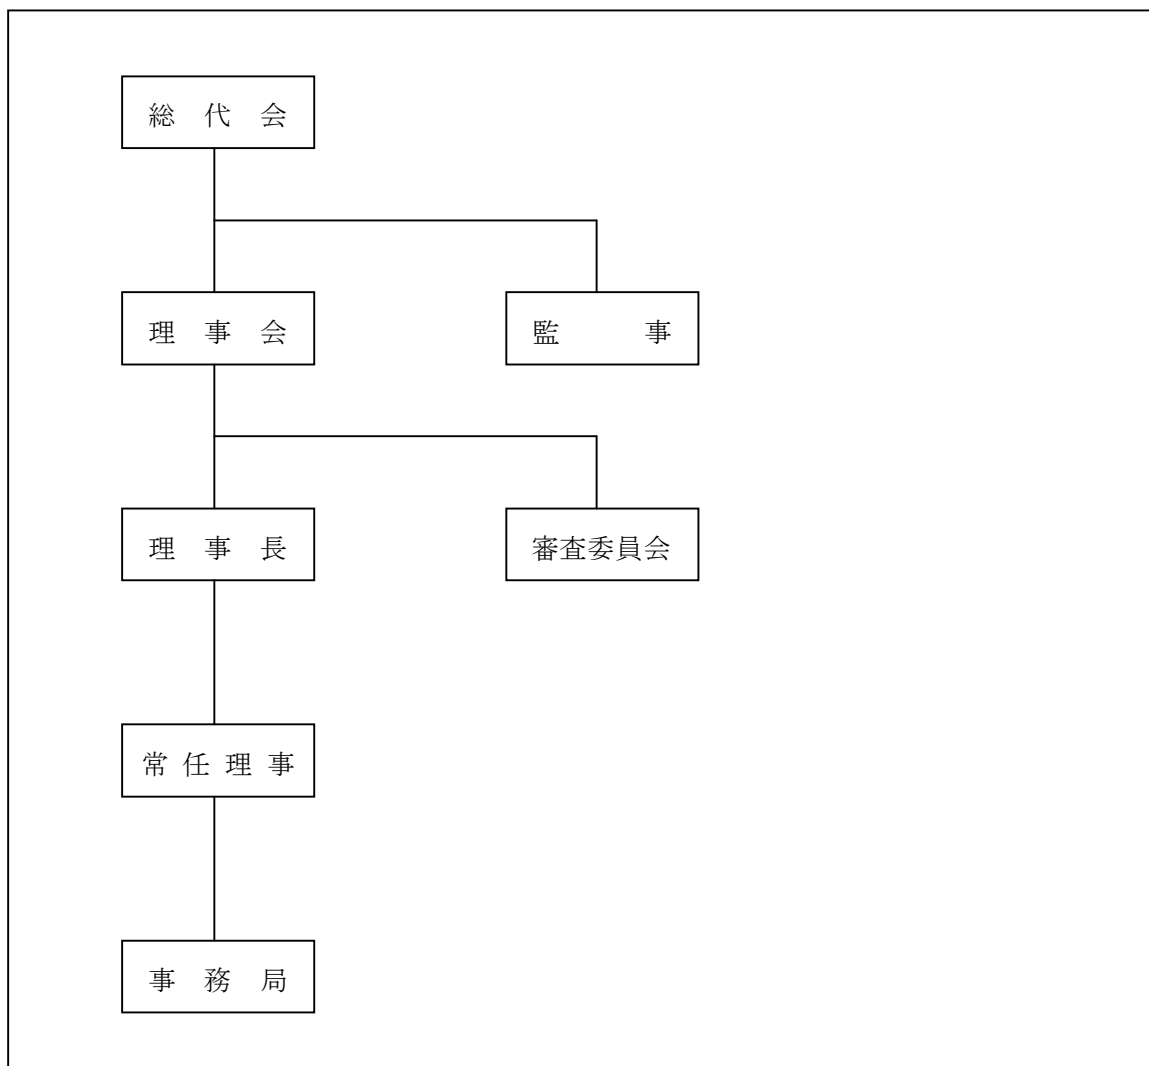 総代会
理事会
監事
理事長
審査委員会
常任理事
事務局